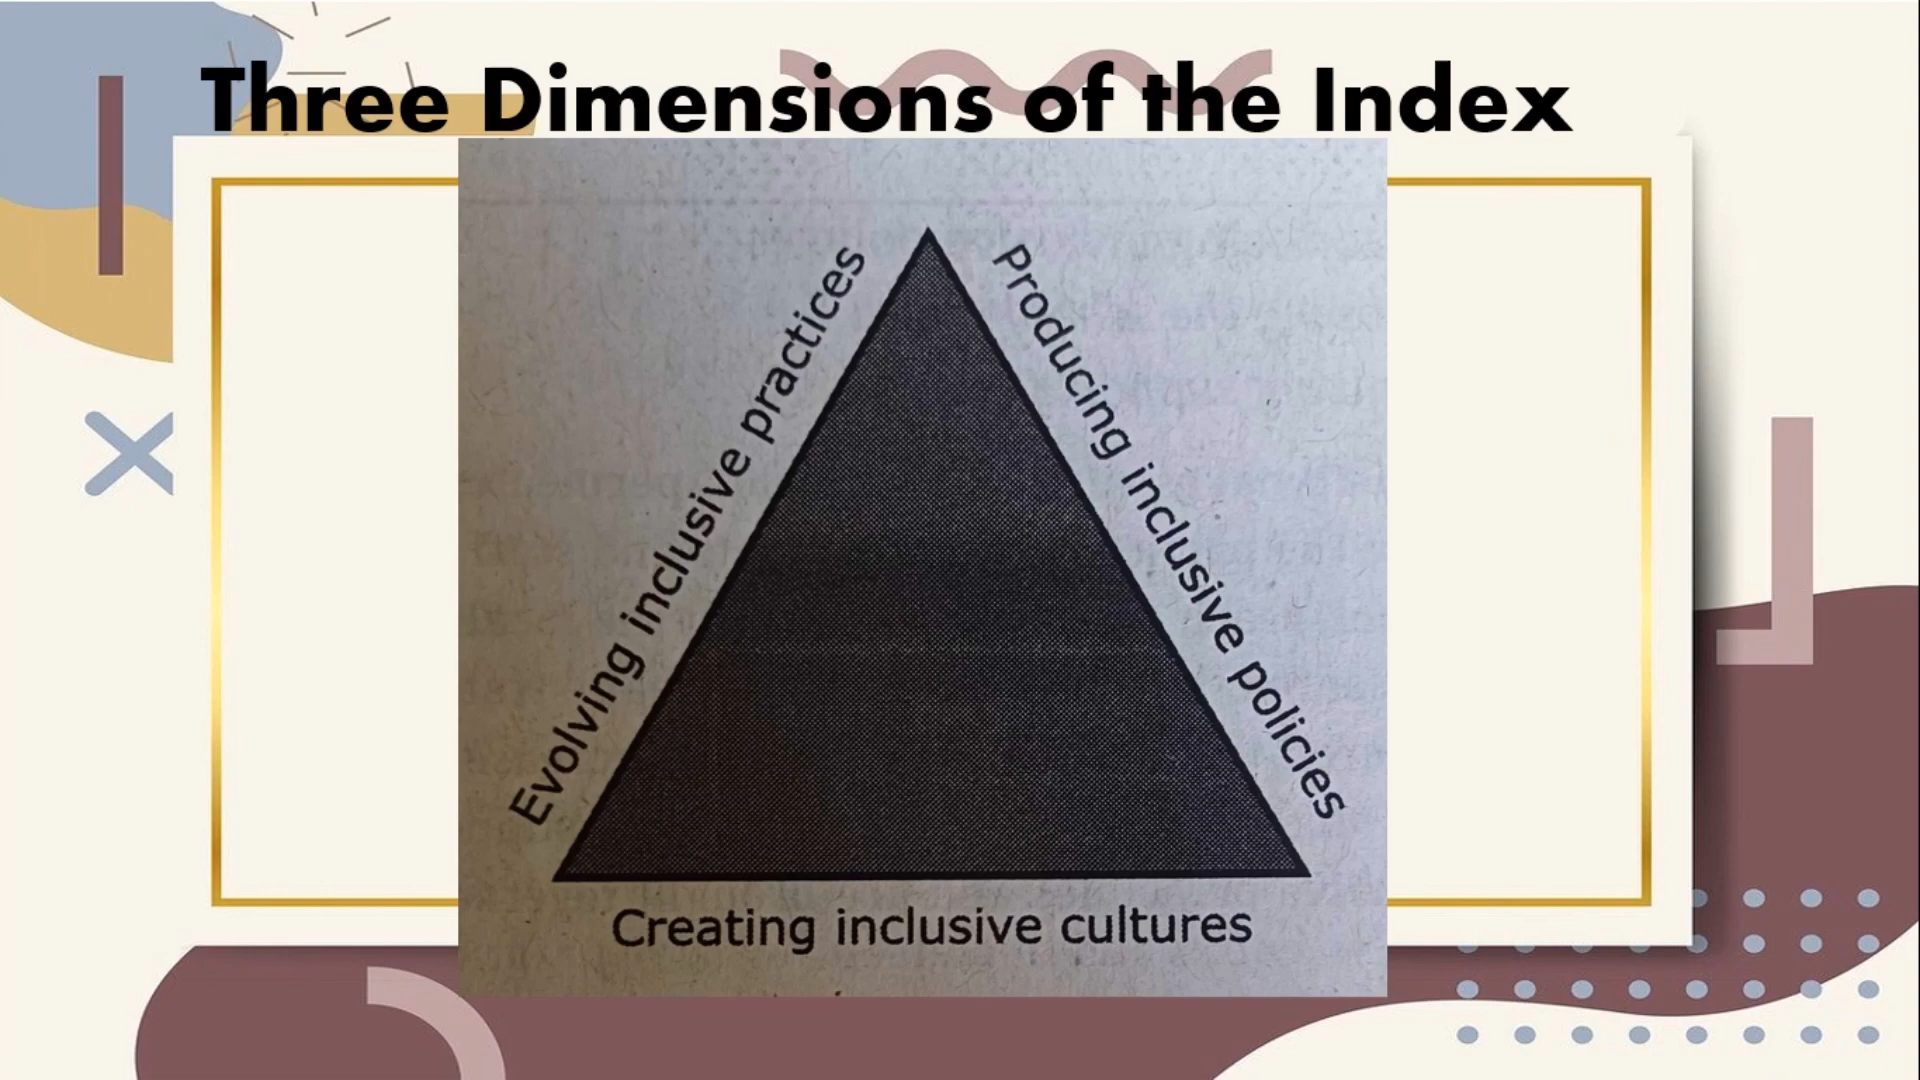 Three Dimensions of the Index
Evolving inclusive practices
Producing inclusive policies
Creating inclusive cultures